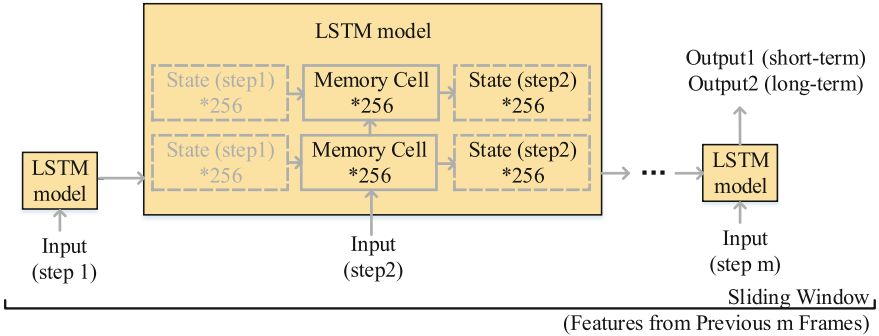 LSTM model
State (step1)
*256
Memory Cell
*256
State (step2)
*256
State (step1)
*256
Memory Cell
*256
State (step2)
*256
LSTM
model
Input
(step 1)
Input
(step2)
...
Output1 (short-term)
Output2 (long-term)
LSTM
model
Input
(step m)
Sliding Window
(Features from Previous m Frames)